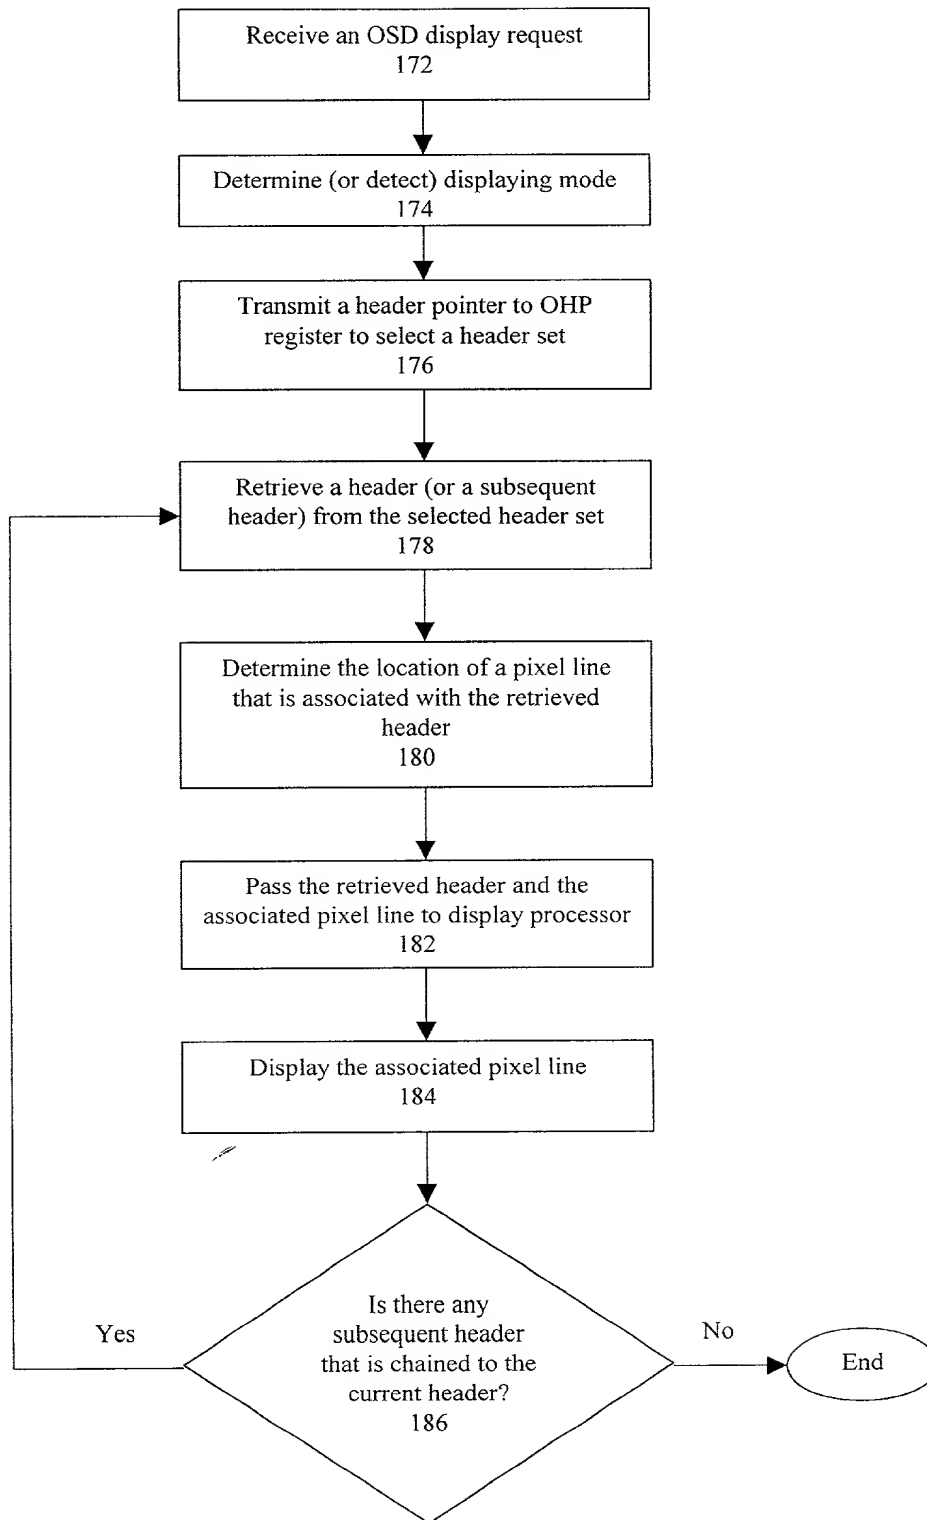 Receive an OSD display request
172
Determine (or detect) displaying mode
174
Transmit a header pointer to OHP
register to select a header set
176
Retrieve a header (or a subsequent
header) from the selected header set
178
Determine the location of a pixel line
that is associated with the retrieved
header
180
Pass the retrieved header and the
associated pixel line to display processor
182
Display the associated pixel line
184
Is there any
subsequent header
that is chained to the
current header?
186
Yes
No
End